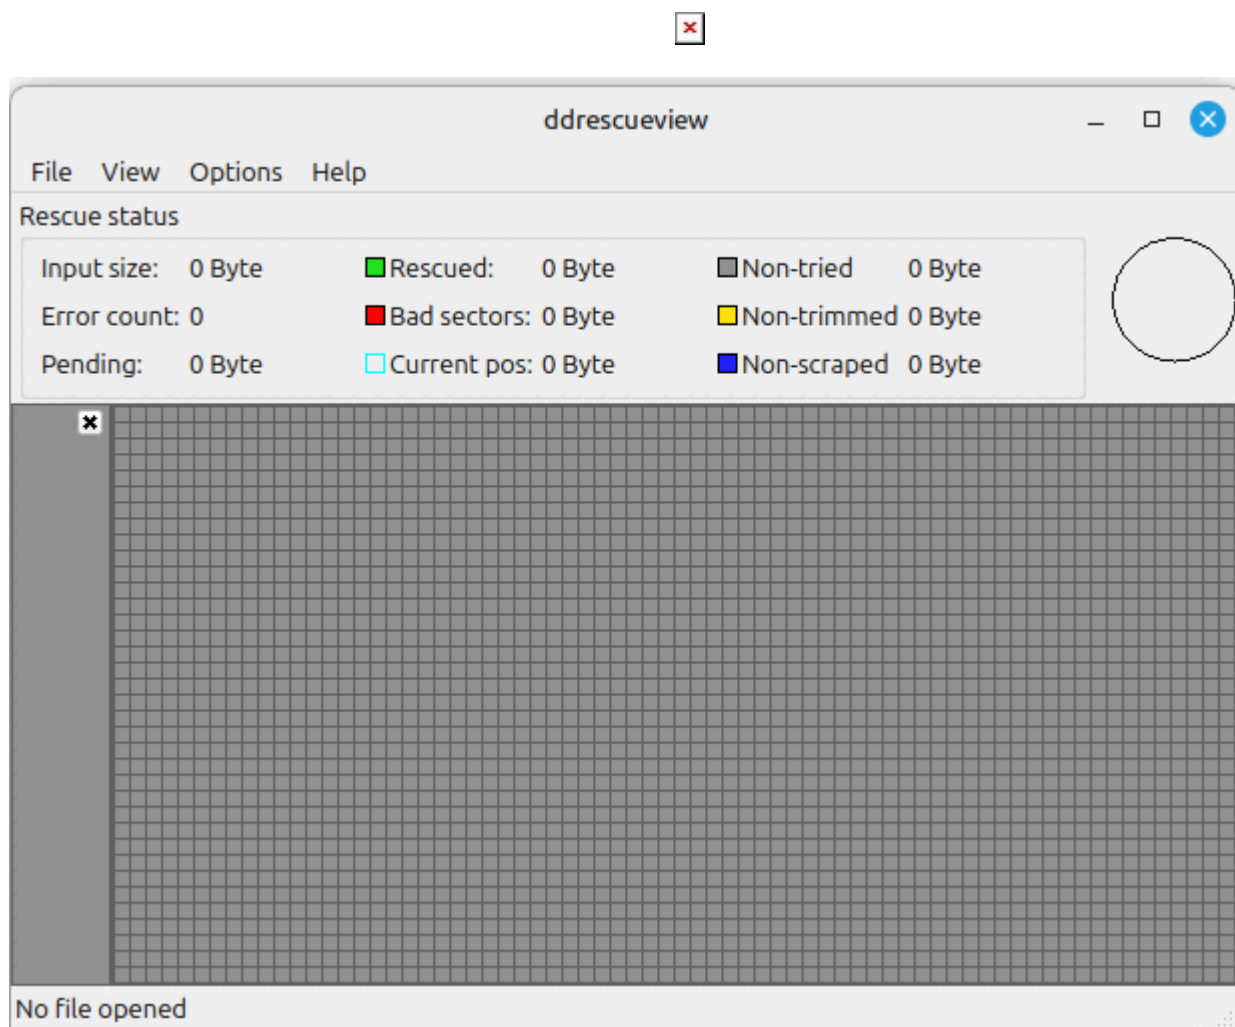 ddrescueview
File View Options Help
Rescue status
Input size: 0 Byte Rescued: 0 Byte Non-tried 0 Byte
Error count: 0 Bad sectors: 0 Byte Non-trimmed 0 Byte
Pending: 0 Byte Current pos: 0 Byte Non-scraped 0 Byte
No file opened